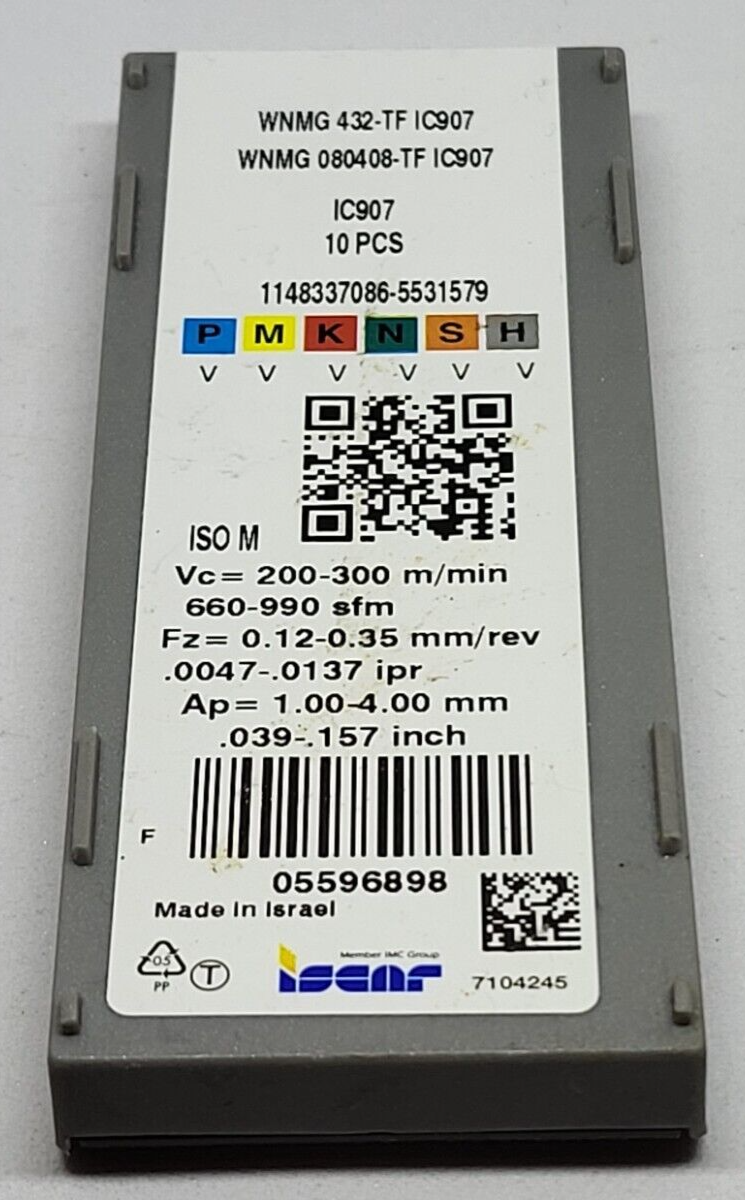 WNMG 432-TF IC907
WNMG 080408-TF IC907
IC907
10 PCS
1148337086-5531579
P M K N S H
V V V V V V
ISO M
Vc= 200-300 m/min
660-990 sfm
Fz= 0.12-0.35 mm/rev
.0047-.0137 ipr
Ap= 1.00-4.00 mm
.039-.157 inch
F
05596898
Made in Israel
05
PP
T
Member IMC Group
iscar
7104245